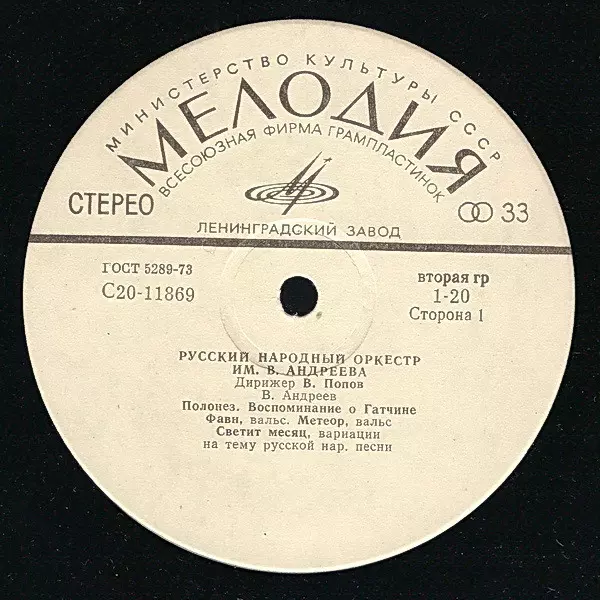 МИНИСТЕРСТВО КУЛЬТУРЫ СССР
МЕЛОДИЯ
ВСЕСОЮЗНАЯ ФИРМА ГРАМПЛАСТИНОК
СТЕРЕО
33
ЛЕНИНГРАДСКИЙ ЗАВОД
ГОСТ 5289-73
С20-11869
вторая гр
1-20
Сторона 1
РУССКИЙ НАРОДНЫЙ ОРКЕСТР
ИМ. В. АНДРЕЕВА
Дирижер В. Попов
В. Андреев
Полонез. Воспоминание о Гатчине
Фавн, вальс. Метеор, вальс
Светит месяц, вариации
на тему русской нар. песни